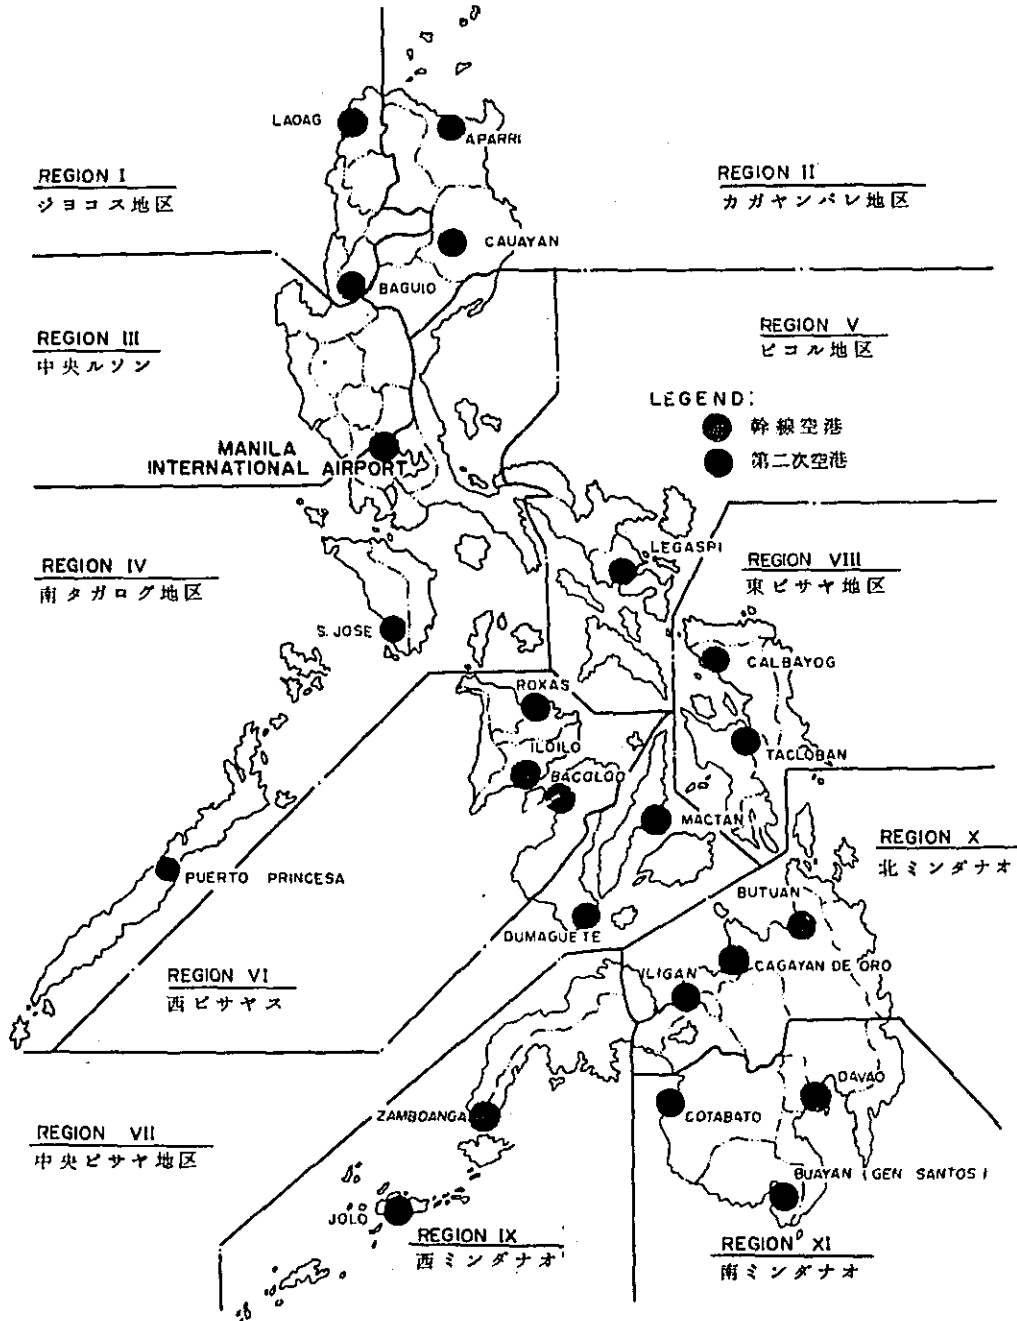 LAOAG
APARRI
REGION I
ジヨコス地区
REGION II
カガヤンバレ地区
CAUAYAN
BAGUIO
REGION III
中央ルソン
REGION V
ビコル地区
LEGEND:
幹線空港
第二次空港
MANILA
INTERNATIONAL AIRPORT
REGION IV
南タガログ地区
LEGASPI
REGION VIII
東ビサヤ地区
S. JOSE
CALBAYOG
ROXAS
ILOILO
TACLOBAN
BACOLOD
MACTAN
REGION X
北ミンダナオ
PUERTO PRINCESA
BUTUAN
DUMAGUETE
CAGAYAN DE ORO
ILIGAN
REGION VI
西ビサヤス
DAVAO
ZAMBOANGA
COTABATO
REGION VII
中央ビサヤ地区
BUAYAN (GEN SANTOS)
JOLO
REGION IX
西ミンダナオ
REGION XI
南ミンダナオ